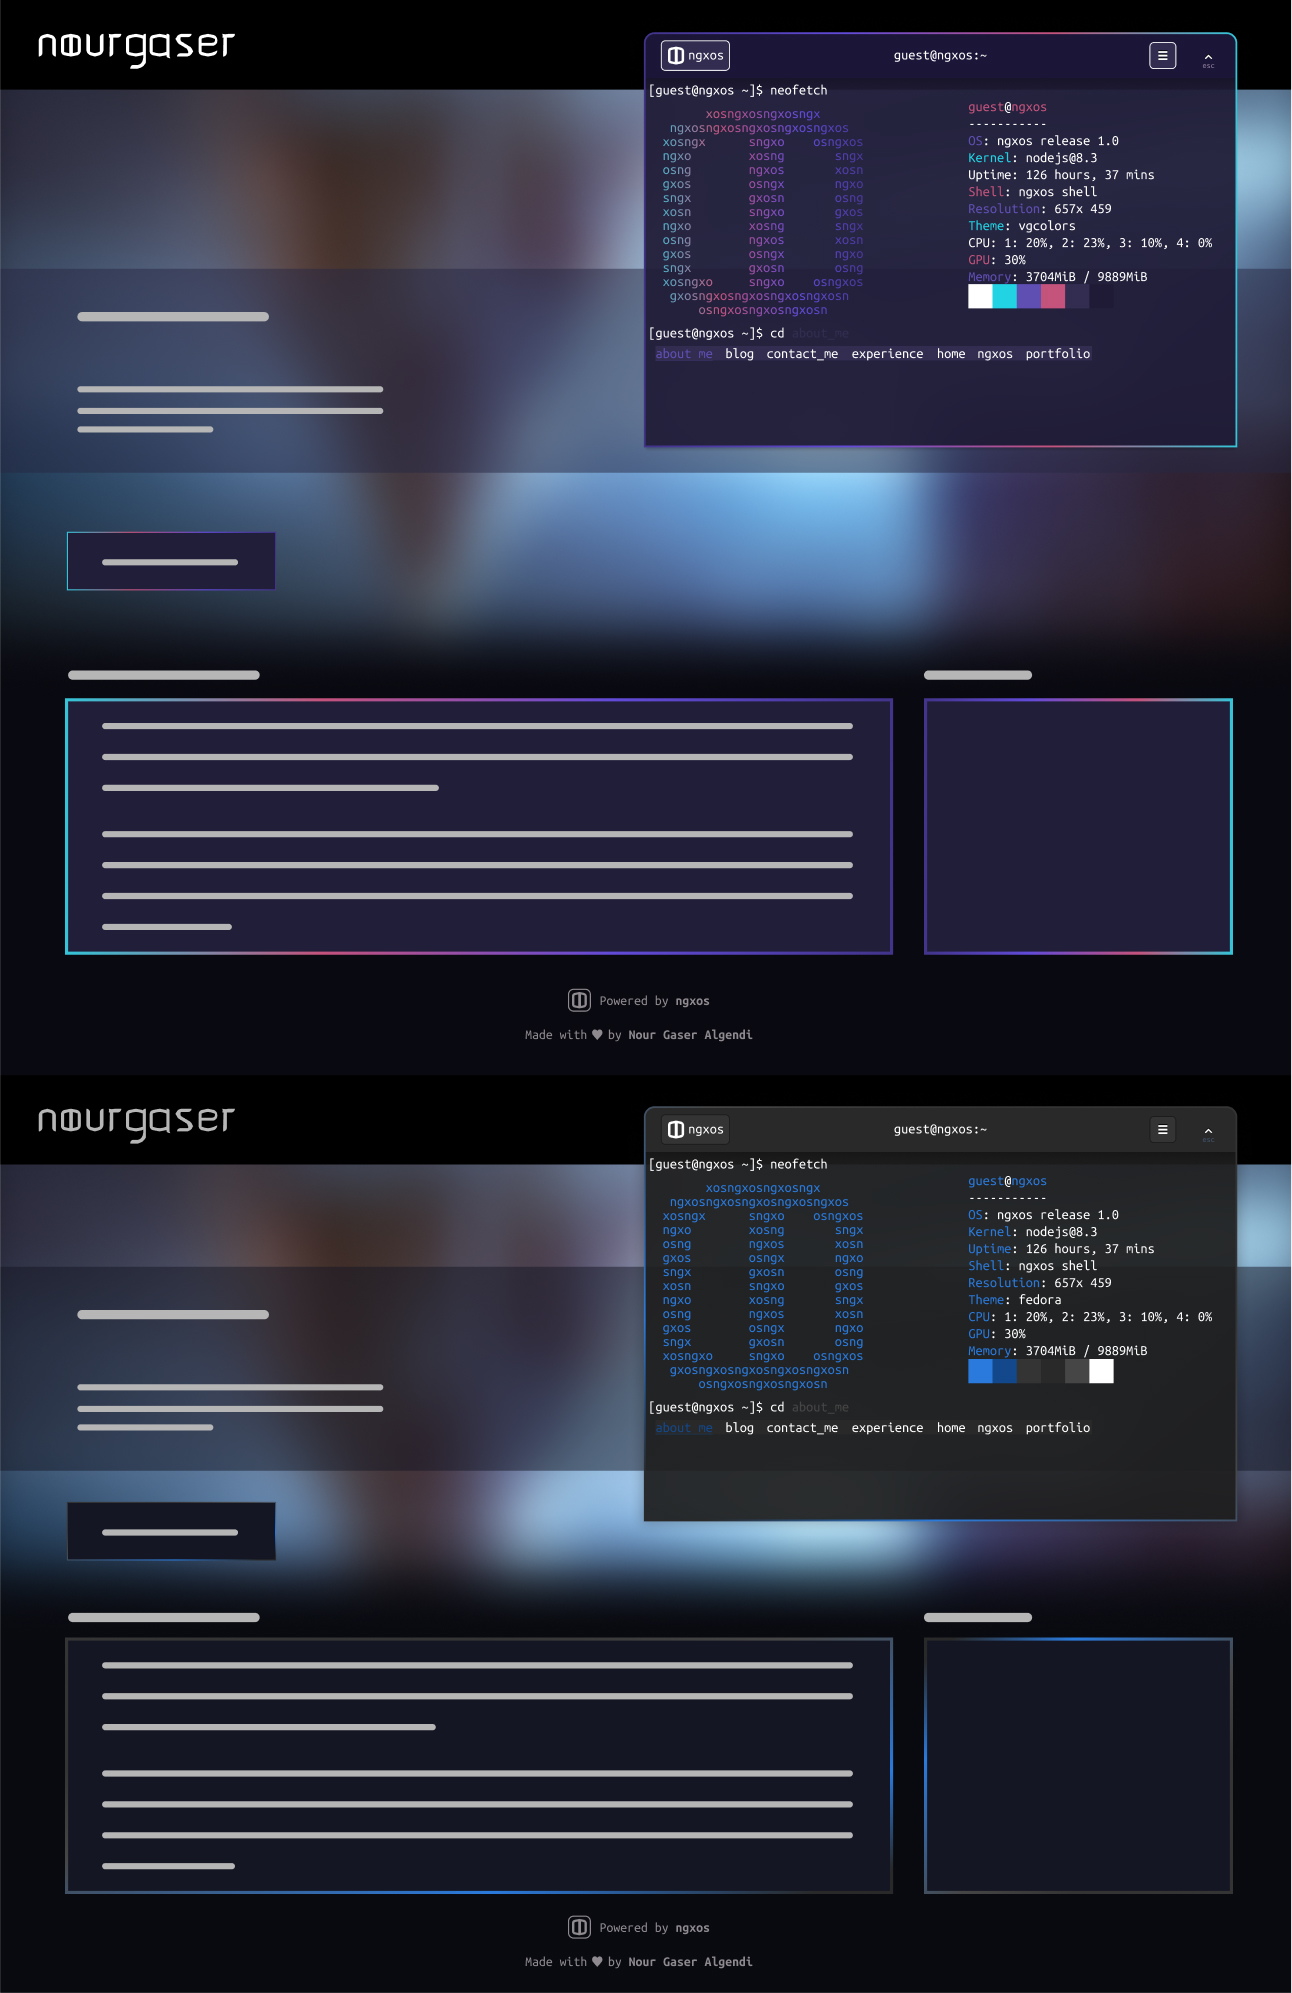 nourgaser
ngxos guest@ngxos:~ esc
[guest@ngxos ~]$ neofetch
xosngxosngxosngx
ngxosngxosngxosngxosngxos
xosngx sngxo osngxos
ngxo xosng sngx
osng ngxos xosn
gxos osngx ngxo
sngx gxosn osng
xosn sngxo gxos
ngxo xosng sngx
osng ngxos xosn
gxos osngx ngxo
sngx gxosn osng
xosngxo sngxo osngxos
gxosngxosngxosngxosngxosn
osngxosngxosngxosn
guest@ngxos
-----------
OS: ngxos release 1.0
Kernel: nodejs@8.3
Uptime: 126 hours, 37 mins
Shell: ngxos shell
Resolution: 657x 459
Theme: vgcolors
CPU: 1: 20%, 2: 23%, 3: 10%, 4: 0%
GPU: 30%
Memory: 3704MiB / 9889MiB
[guest@ngxos ~]$ cd about_me
about_me blog contact_me experience home ngxos portfolio
Powered by ngxos
Made with ♥ by Nour Gaser Algendi
nourgaser
ngxos guest@ngxos:~ esc
[guest@ngxos ~]$ neofetch
xosngxosngxosngx
ngxosngxosngxosngxosngxos
xosngx sngxo osngxos
ngxo xosng sngx
osng ngxos xosn
gxos osngx ngxo
sngx gxosn osng
xosn sngxo gxos
ngxo xosng sngx
osng ngxos xosn
gxos osngx ngxo
sngx gxosn osng
xosngxo sngxo osngxos
gxosngxosngxosngxosngxosn
osngxosngxosngxosn
guest@ngxos
-----------
OS: ngxos release 1.0
Kernel: nodejs@8.3
Uptime: 126 hours, 37 mins
Shell: ngxos shell
Resolution: 657x 459
Theme: fedora
CPU: 1: 20%, 2: 23%, 3: 10%, 4: 0%
GPU: 30%
Memory: 3704MiB / 9889MiB
[guest@ngxos ~]$ cd about_me
about_me blog contact_me experience home ngxos portfolio
Powered by ngxos
Made with ♥ by Nour Gaser Algendi